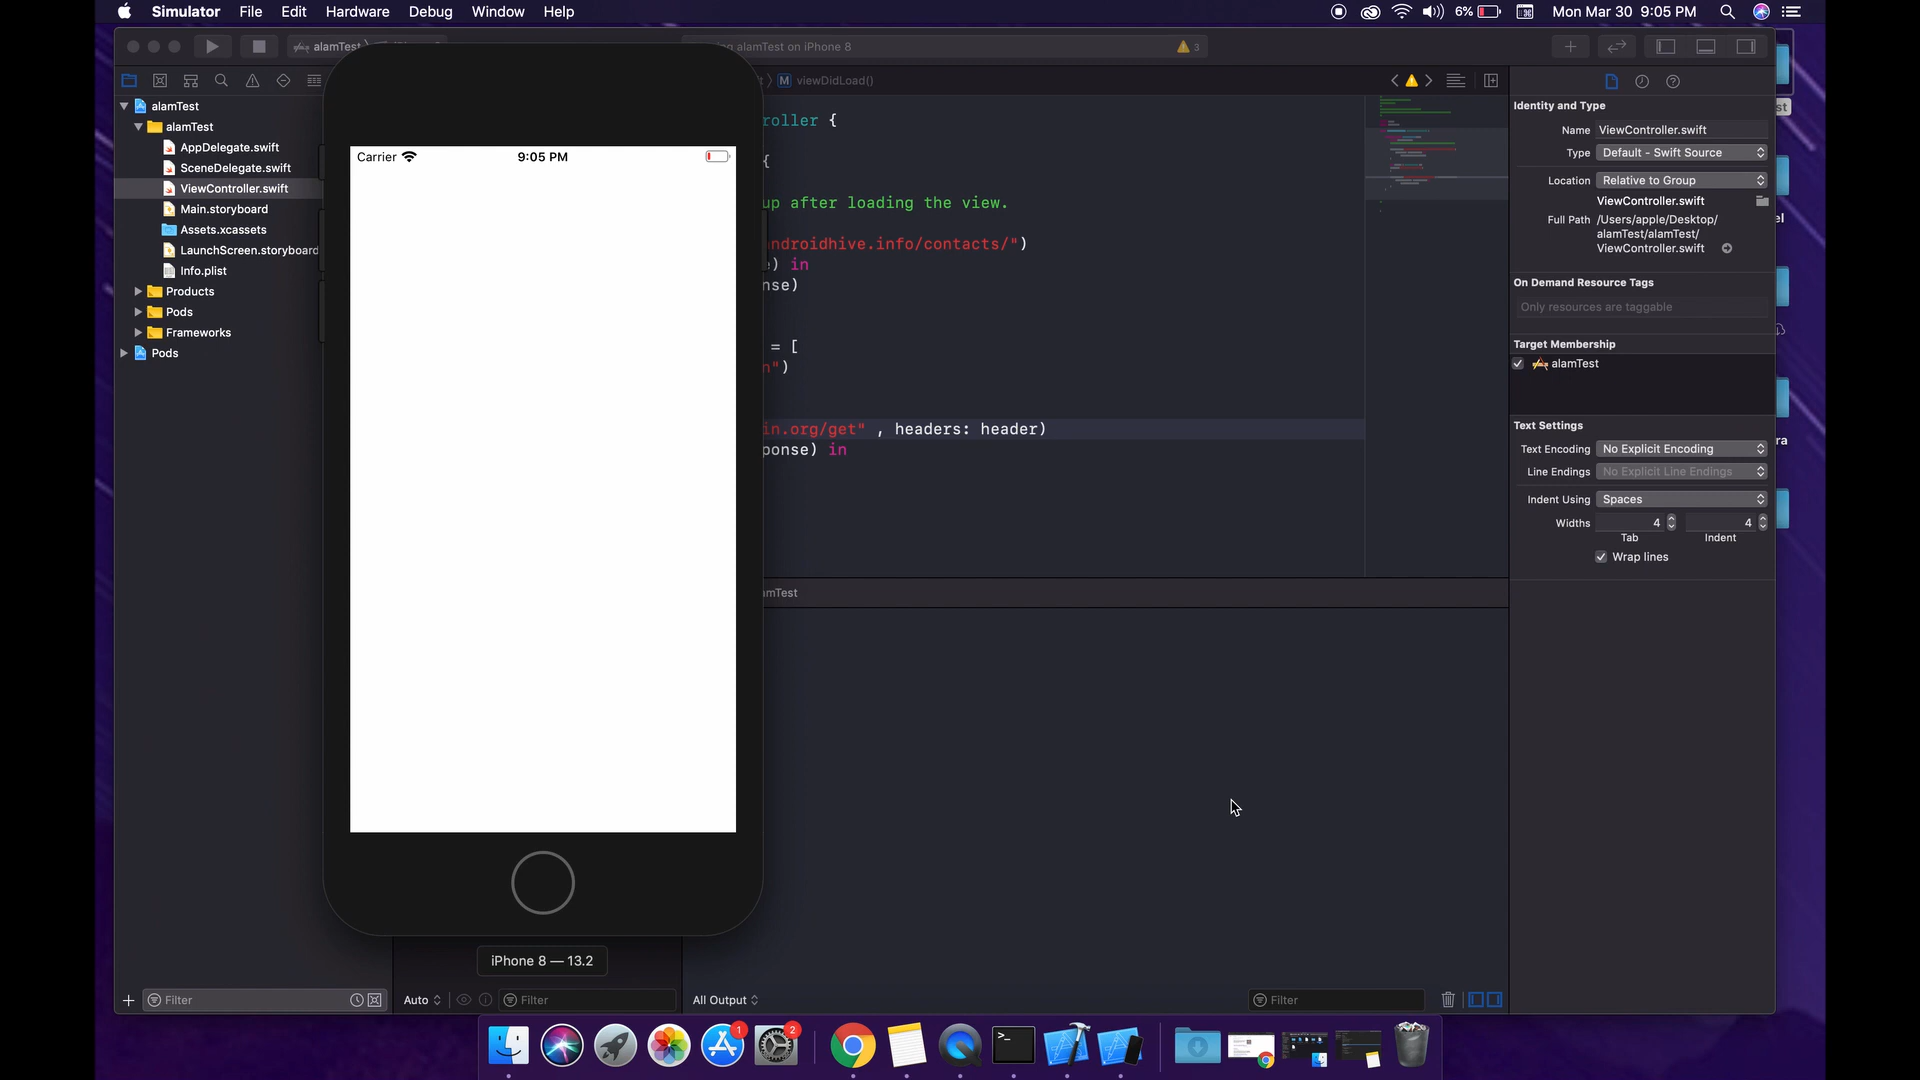 Simulator File Edit Hardware Debug Window Help 6% Mon Mar 30 9:05 PM
alamTest alamTest on iPhone 8 3
viewDidLoad()
alamTest
alamTest
AppDelegate.swift
SceneDelegate.swift
ViewController.swift
Main.storyboard
Assets.xcassets
LaunchScreen.storyboard
Info.plist
Products
Pods
Frameworks
Pods
Filter
Carrier 9:05 PM
iPhone 8 — 13.2
roller {
{
up after loading the view.
ndroidhive.info/contacts/")
e) in
nse)
= [
n")
in.org/get" , headers: header)
ponse) in
amTest
Auto Filter
All Output Filter
Identity and Type
Name ViewController.swift
Type Default - Swift Source
Location Relative to Group
ViewController.swift
Full Path /Users/apple/Desktop/
alamTest/alamTest/
ViewController.swift
On Demand Resource Tags
Only resources are taggable
Target Membership
alamTest
Text Settings
Text Encoding No Explicit Encoding
Line Endings No Explicit Line Endings
Indent Using Spaces
Widths 4 4
Tab Indent
Wrap lines
st
el
ra
1
2